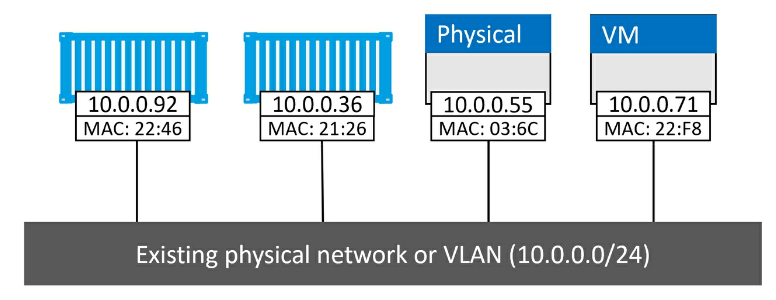 Physical
VM
10.0.0.92
10.0.0.36
10.0.0.55
10.0.0.71
MAC: 22:46
MAC: 21:26
MAC: 03:6C
MAC: 22:F8
Existing physical network or VLAN (10.0.0.0/24)